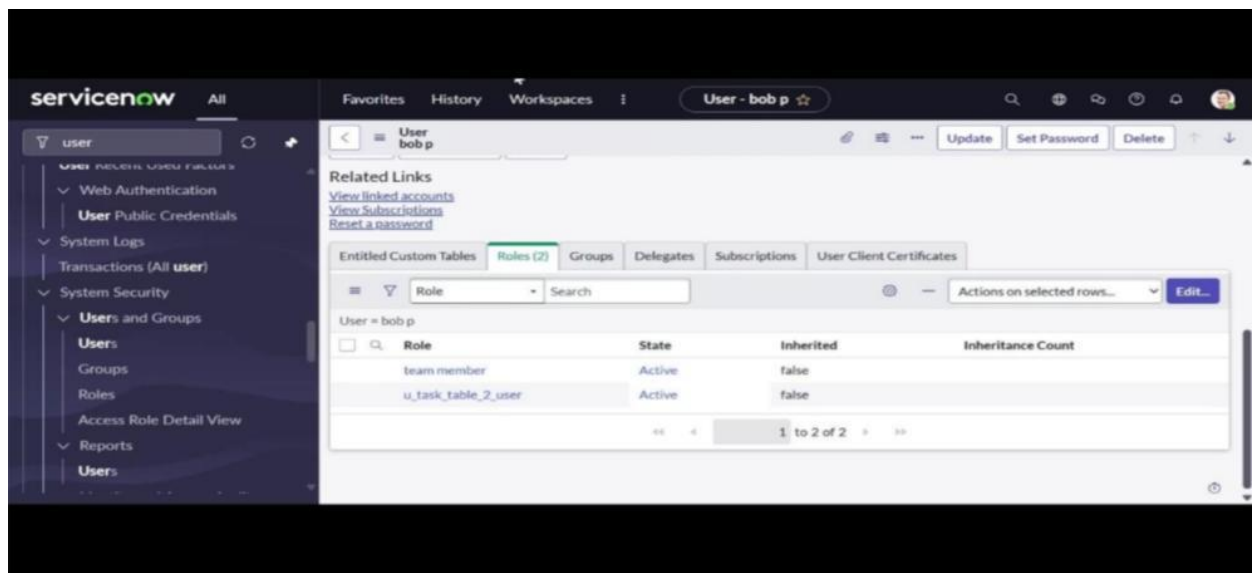 servicenow All Favorites History Workspaces User - bob p
user
User bob p Update Set Password Delete
User Recent Used Factors
Web Authentication
User Public Credentials
System Logs
Transactions (All user)
System Security
Users and Groups
Users
Groups
Roles
Access Role Detail View
Reports
Users
Related Links
View linked accounts
View Subscriptions
Reset a password
Entitled Custom Tables Roles (2) Groups Delegates Subscriptions User Client Certificates
Role Search Actions on selected rows... Edit...
User = bob p
Role State Inherited Inheritance Count
team member Active false
u_task_table_2_user Active false
1 to 2 of 2